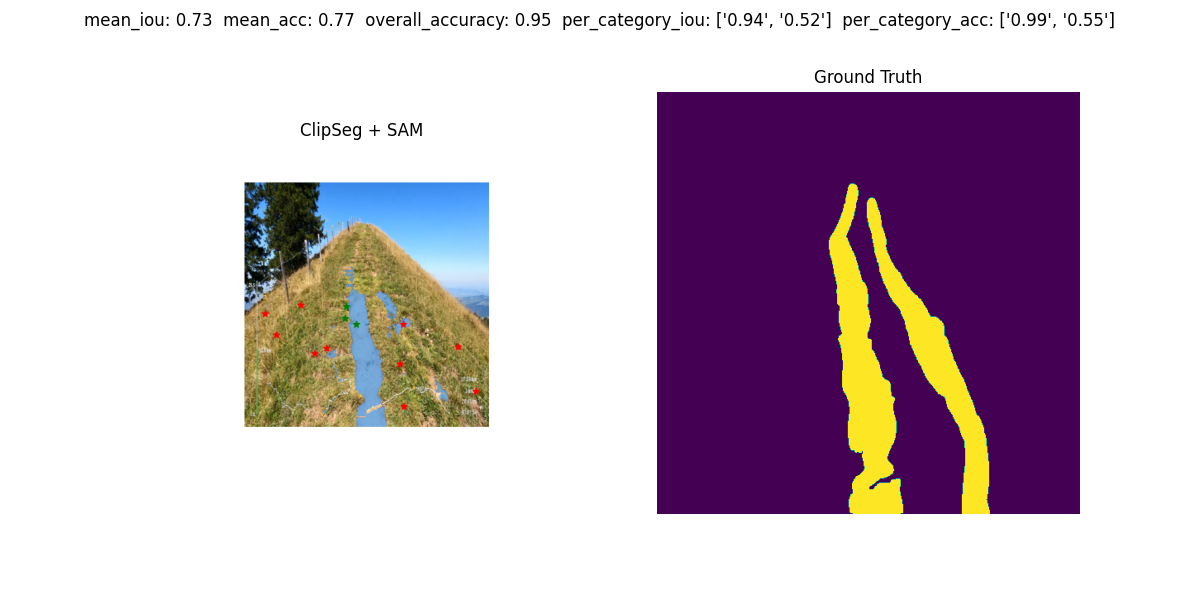 mean_iou: 0.73  mean_acc: 0.77  overall_accuracy: 0.95  per_category_iou: ['0.94', '0.52']  per_category_acc: ['0.99', '0.55']
Ground Truth
ClipSeg + SAM